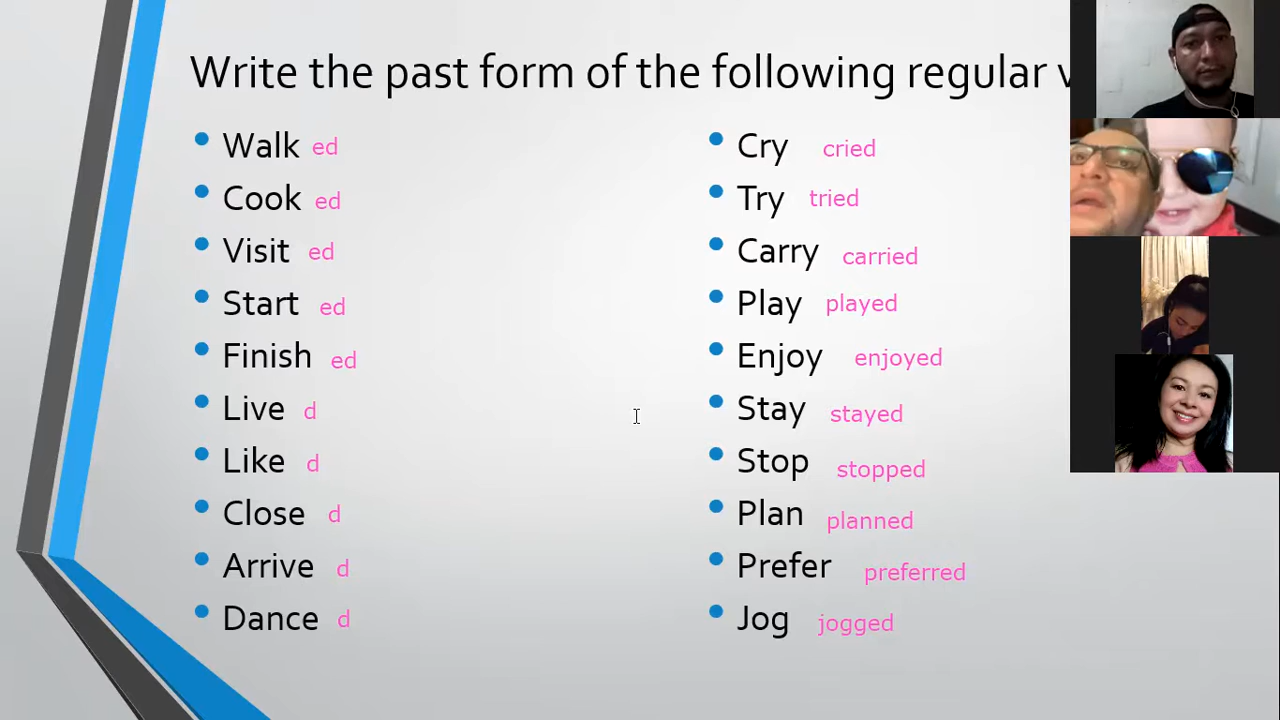 Write the past form of the following regular v
Walk ed
Cook ed
Visit ed
Start ed
Finish ed
Live d
Like d
Close d
Arrive d
Dance d
Cry cried
Try tried
Carry carried
Play played
Enjoy enjoyed
Stay stayed
Stop stopped
Plan planned
Prefer preferred
Jog jogged